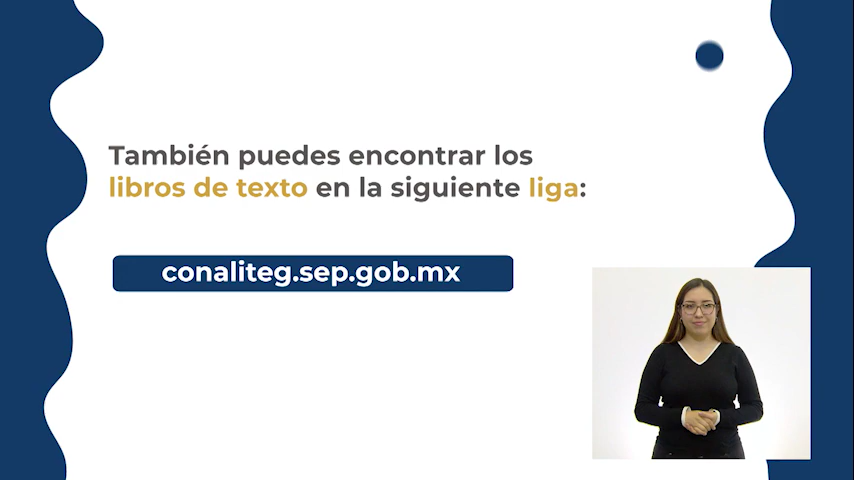 También puedes encontrar los
libros de texto en la siguiente liga:
conaliteg.sep.gob.mx